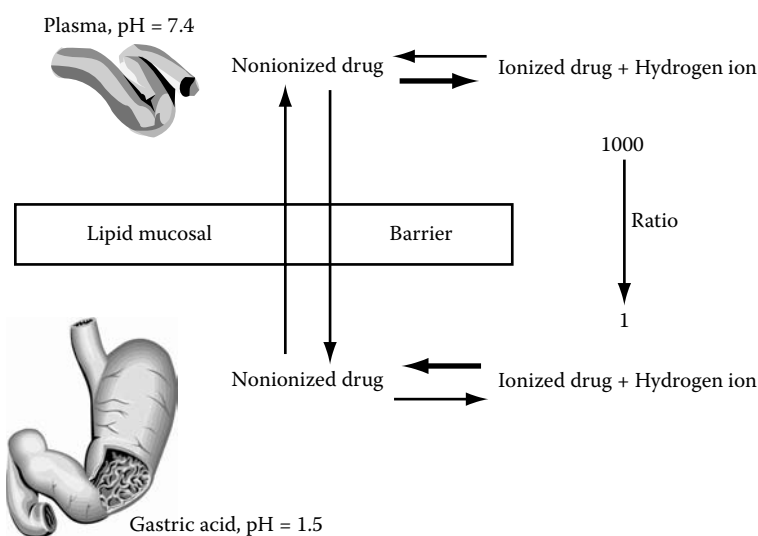 Plasma, pH = 7.4
Nonionized drug
Ionized drug + Hydrogen ion
1000
Ratio
1
Lipid mucosal
Barrier
Nonionized drug
Ionized drug + Hydrogen ion
Gastric acid, pH = 1.5